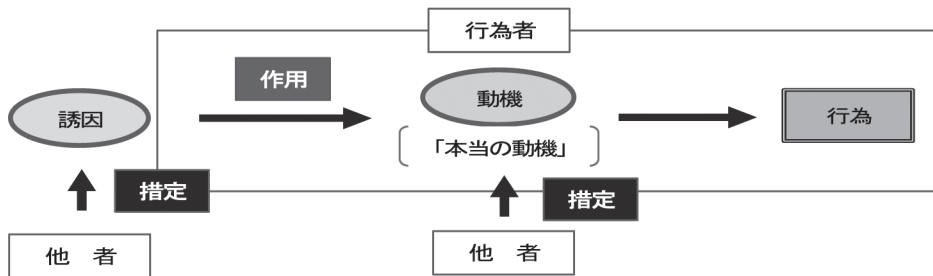 行為者
作用
誘因
動機
行為
「本当の動機」
措定
措定
他 者
他 者